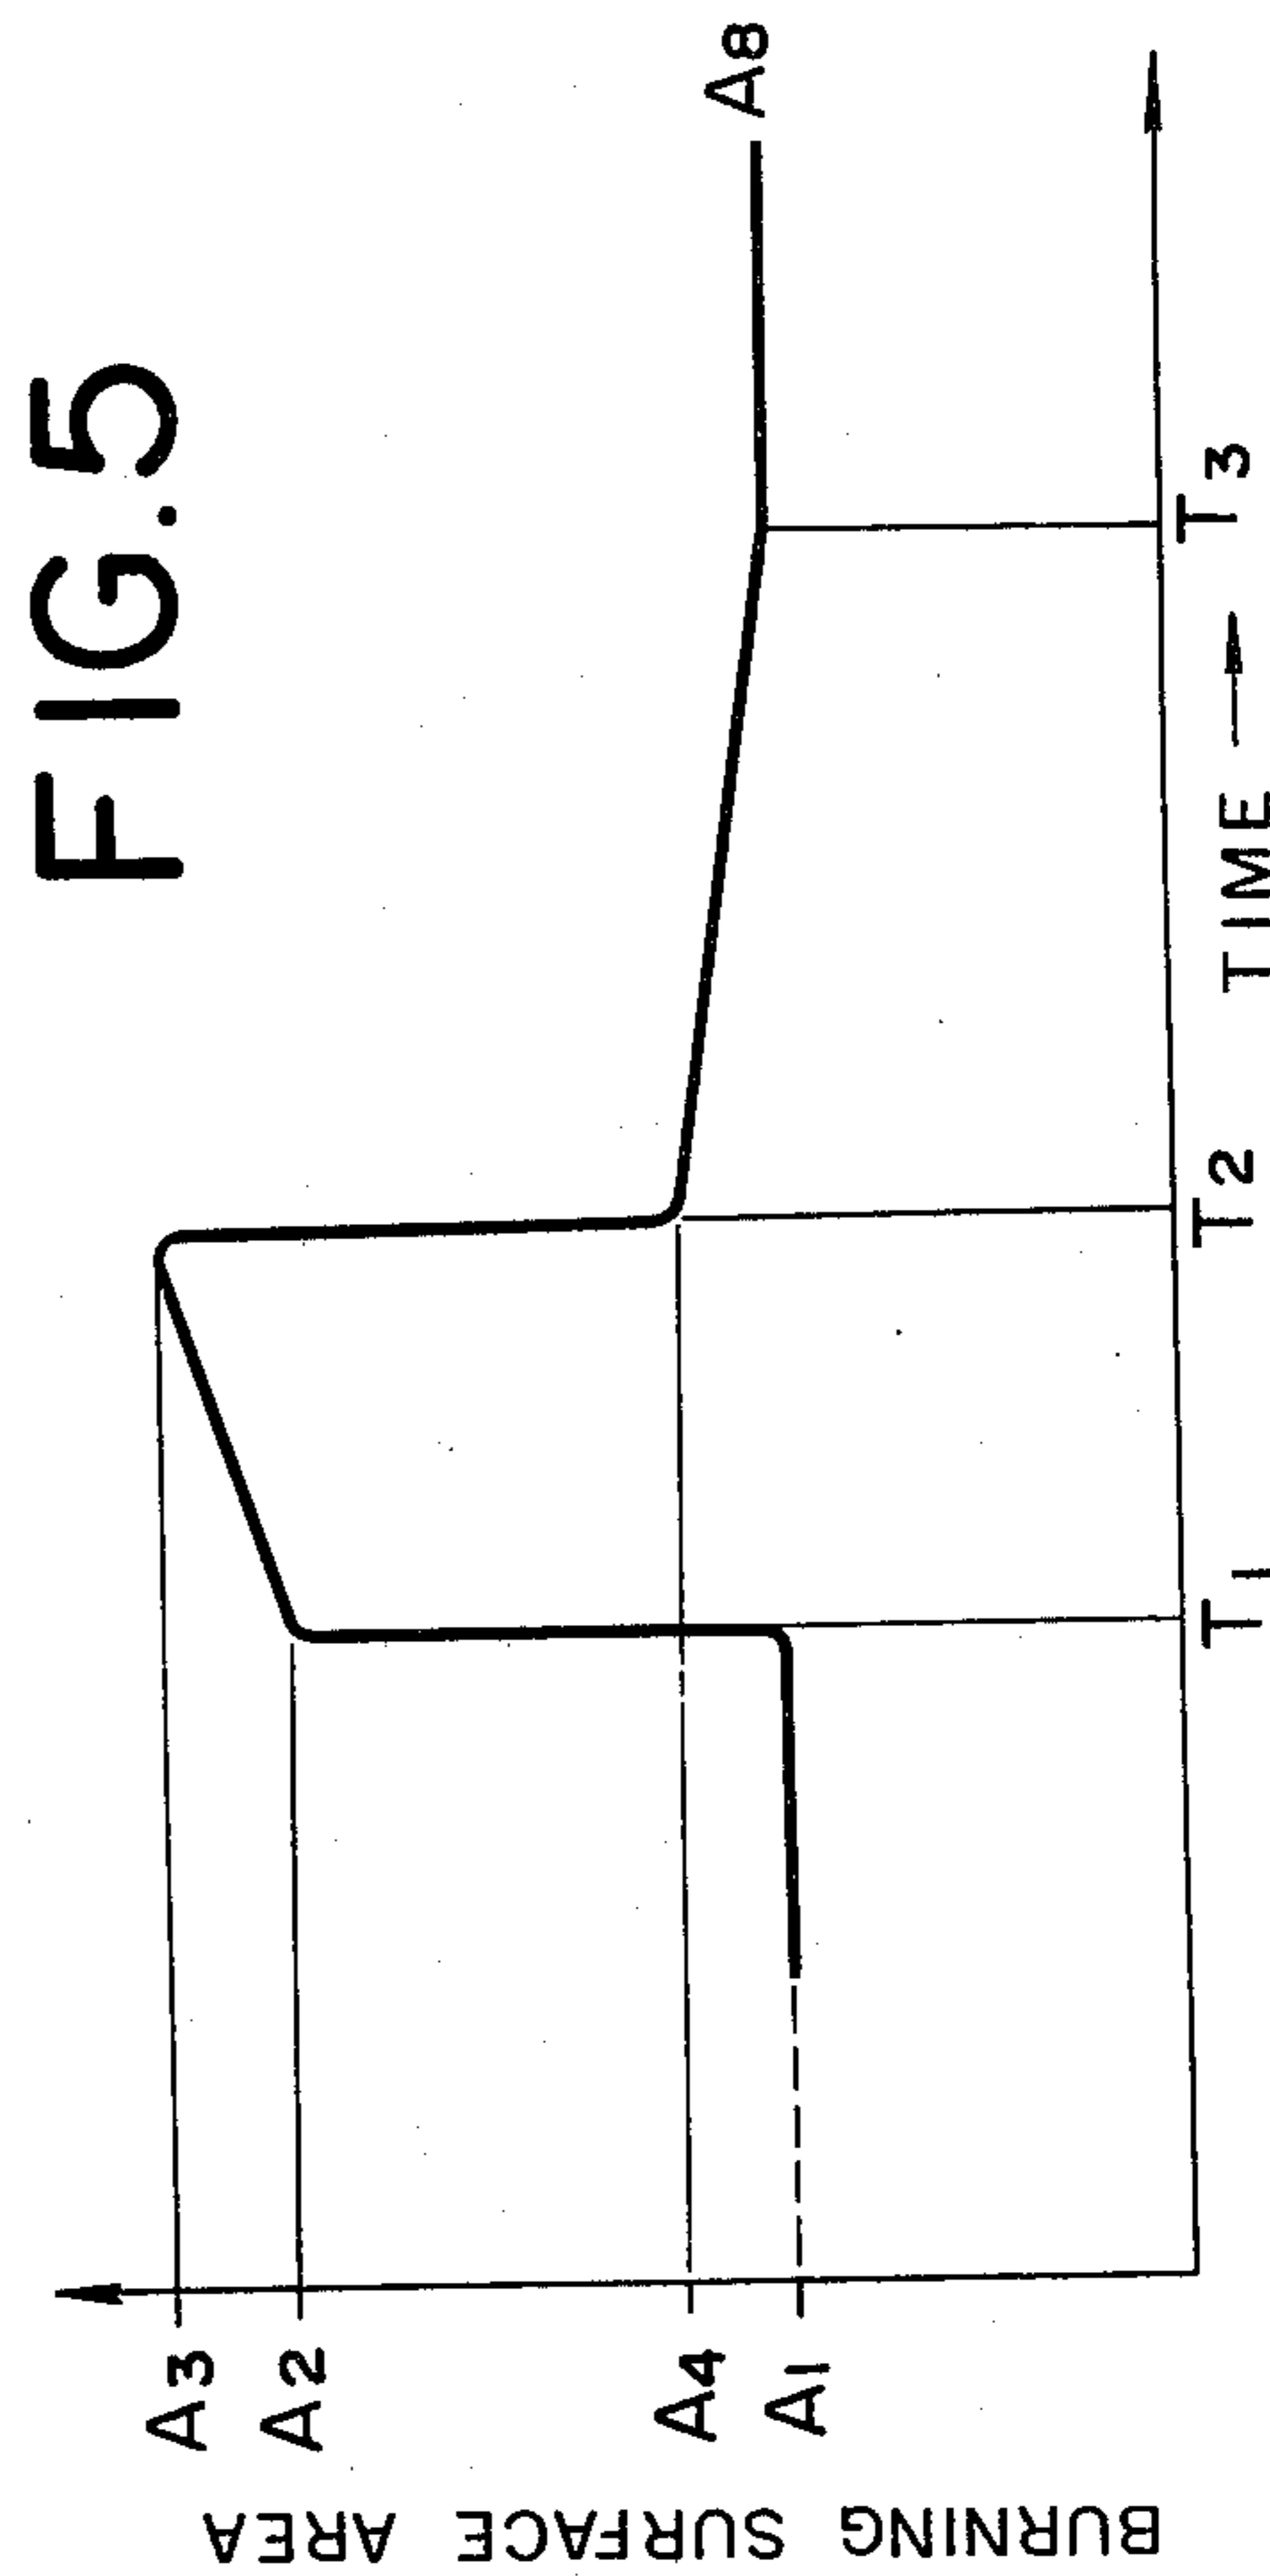 FIG.5
BURNING SURFACE AREA
A3
A2
A4
A1
A8
T1
T2
T3
TIME